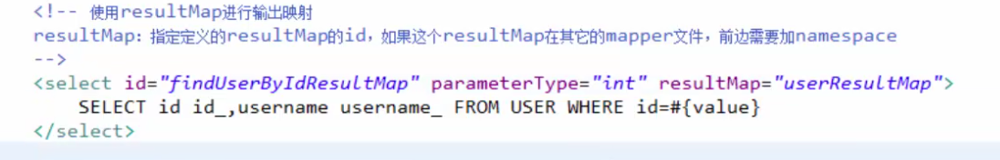 <!-- 使用resultMap进行输出映射
resultMap：指定定义的resultMap的id，如果这个resultMap在其它的mapper文件，前边需要加namespace
-->
<select id="findUserByIdResultMap" parameterType="int" resultMap="userResultMap">
SELECT id id_,username username_ FROM USER WHERE id=#{value}
</select>